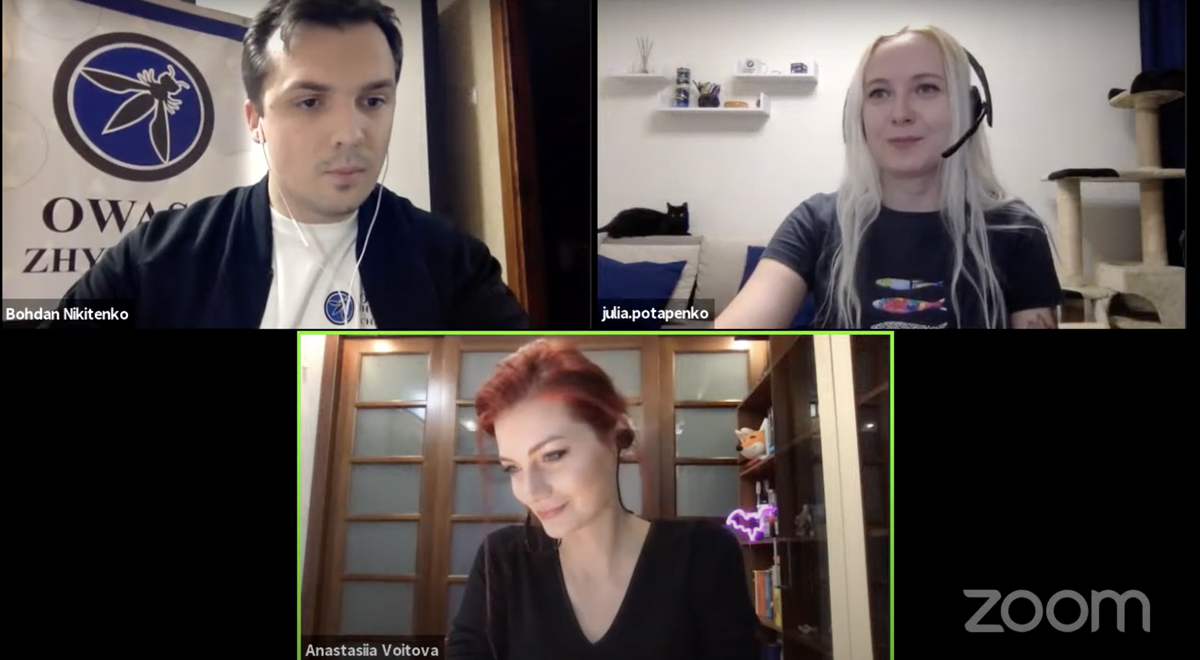 OWAS
ZHY
Bohdan Nikitenko
julia.potapenko
Anastasiia Voitova
zoom